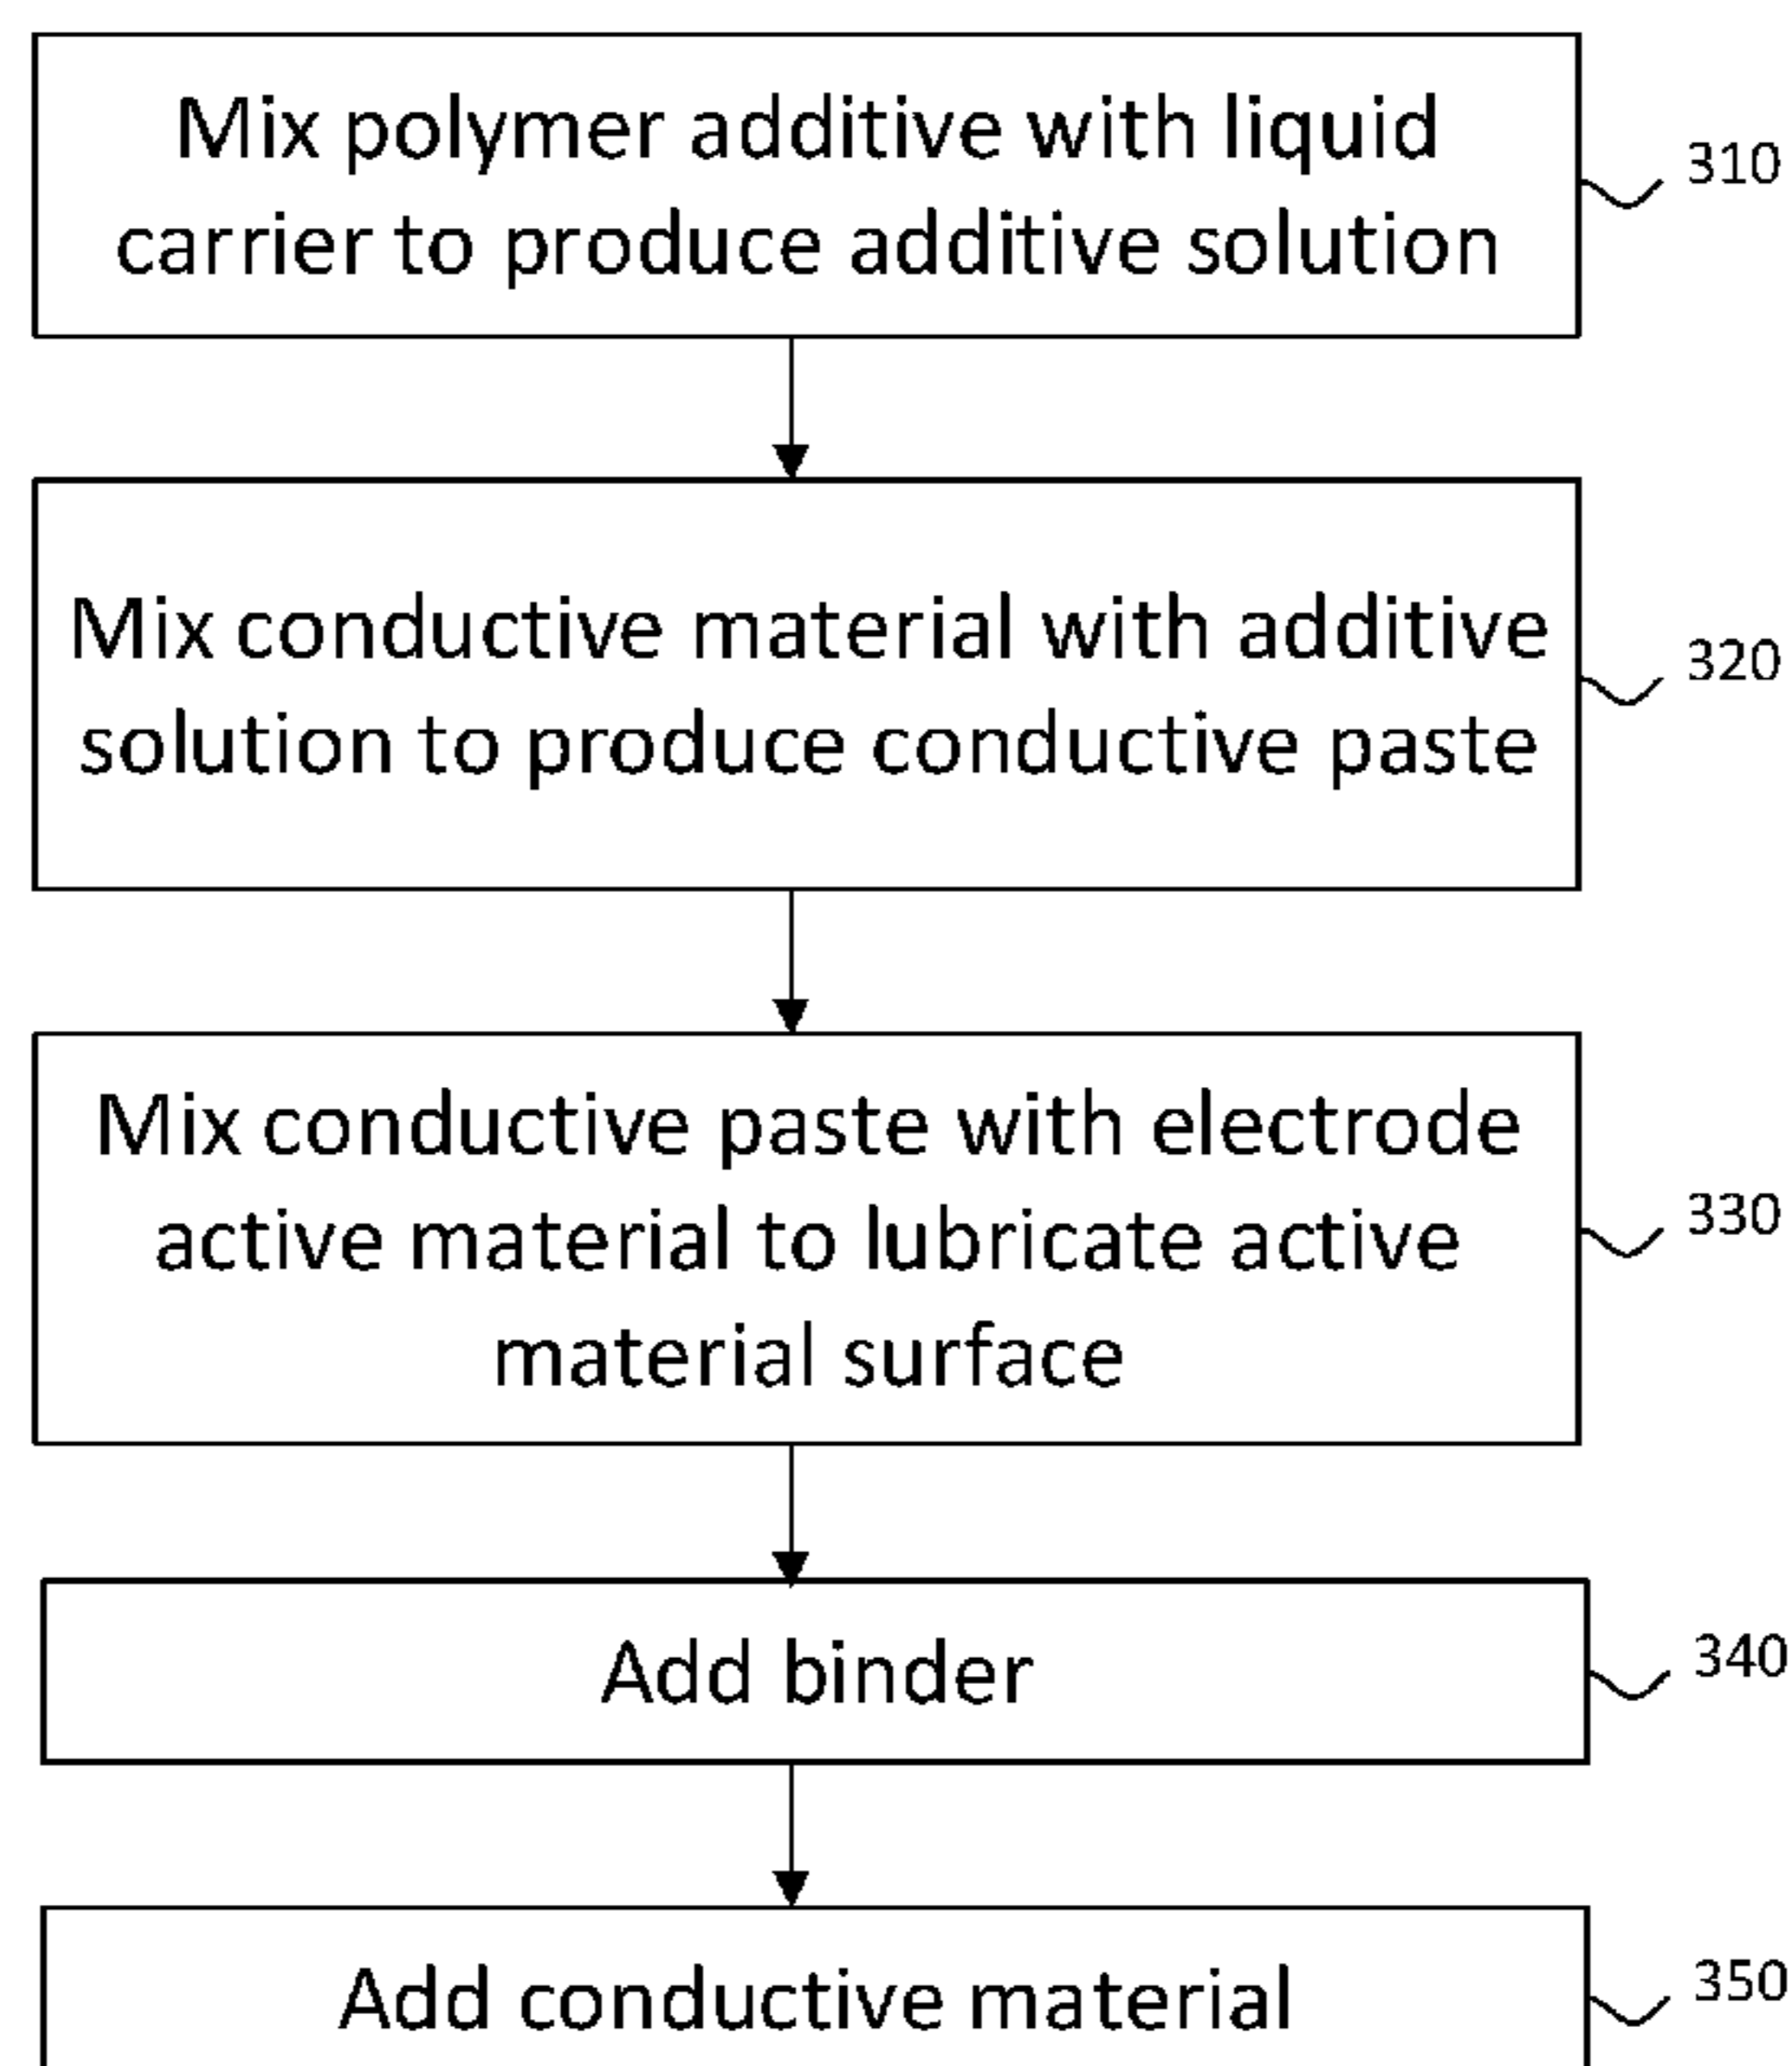 Mix polymer additive with liquid
carrier to produce additive solution
310
Mix conductive material with additive
solution to produce conductive paste
320
Mix conductive paste with electrode
active material to lubricate active
material surface
330
Add binder
340
Add conductive material
350